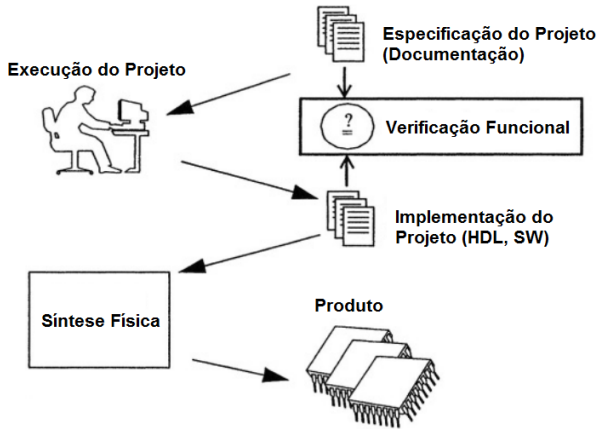 Especificação do Projeto
(Documentação)
Execução do Projeto
?
=
Verificação Funcional
Implementação do
Projeto (HDL, SW)
Síntese Física
Produto